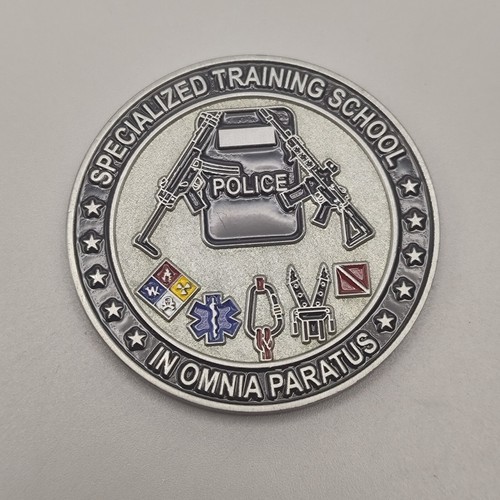 SPECIALIZED TRAINING SCHOOL
POLICE
W
IN OMNIA PARATUS